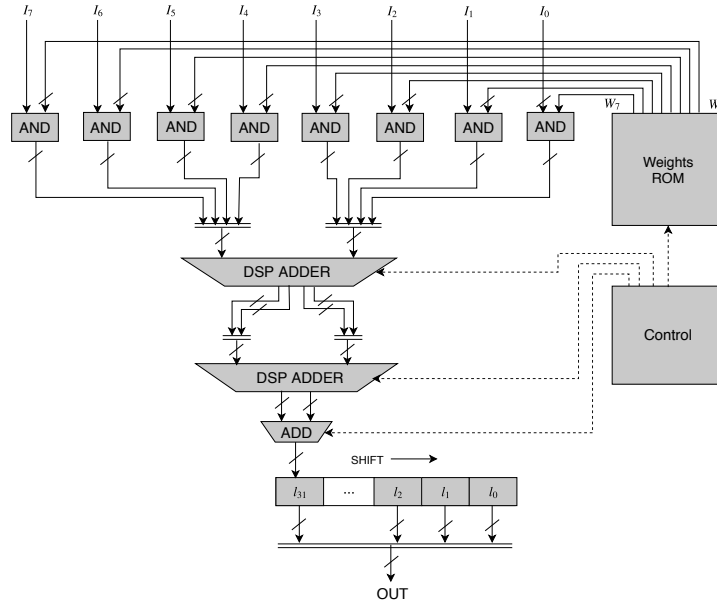 I₇ I₆ I₅ I₄ I₃ I₂ I₁ I₀
W₇ W
AND AND AND AND AND AND AND AND
Weights
ROM
DSP ADDER
Control
DSP ADDER
ADD
SHIFT
l₃₁ ... l₂ l₁ l₀
OUT